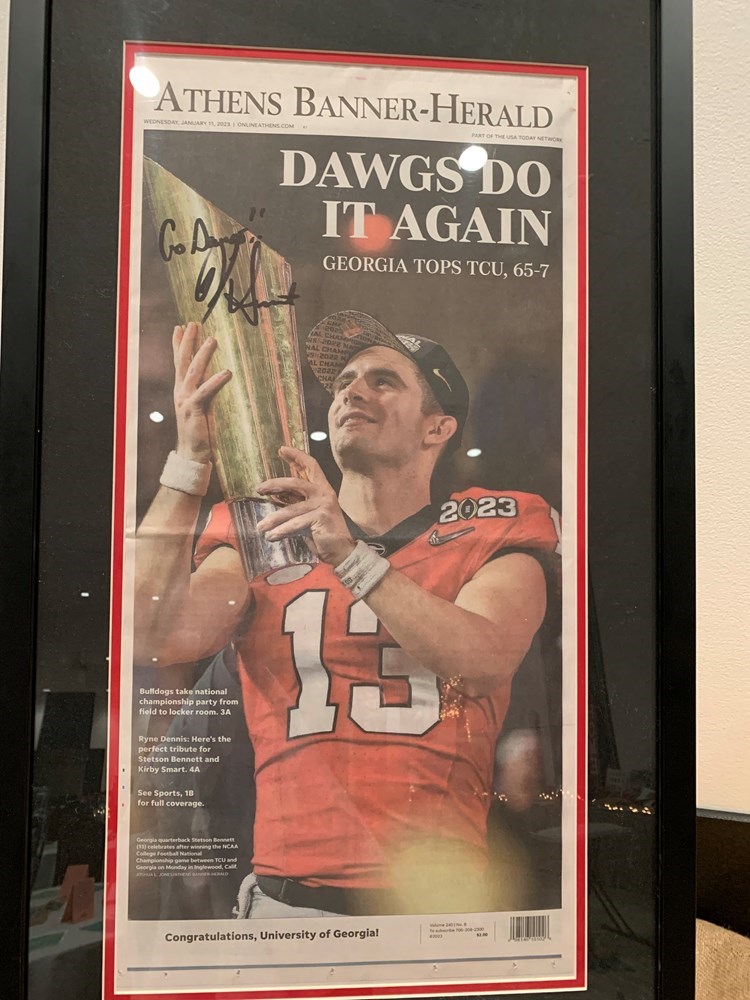 ATHENS BANNER-HERALD
WEDNESDAY, JANUARY 11, 2023 | ONLINEATHENS.COM
PART OF THE USA TODAY NETWORK
DAWGS DO
IT AGAIN
GEORGIA TOPS TCU, 65-7
Go Dawgs!!
2023
13
Bulldogs take national
championship party from
field to locker room. 3A
Ryne Dennis: Here's the
perfect tribute for
Stetson Bennett and
Kirby Smart. 4A
See Sports, 1B
for full coverage.
Georgia quarterback Stetson Bennett
(13) celebrates after winning the NCAA
College Football National
Championship game between TCU and
Georgia on Monday in Inglewood, Calif.
Congratulations, University of Georgia!